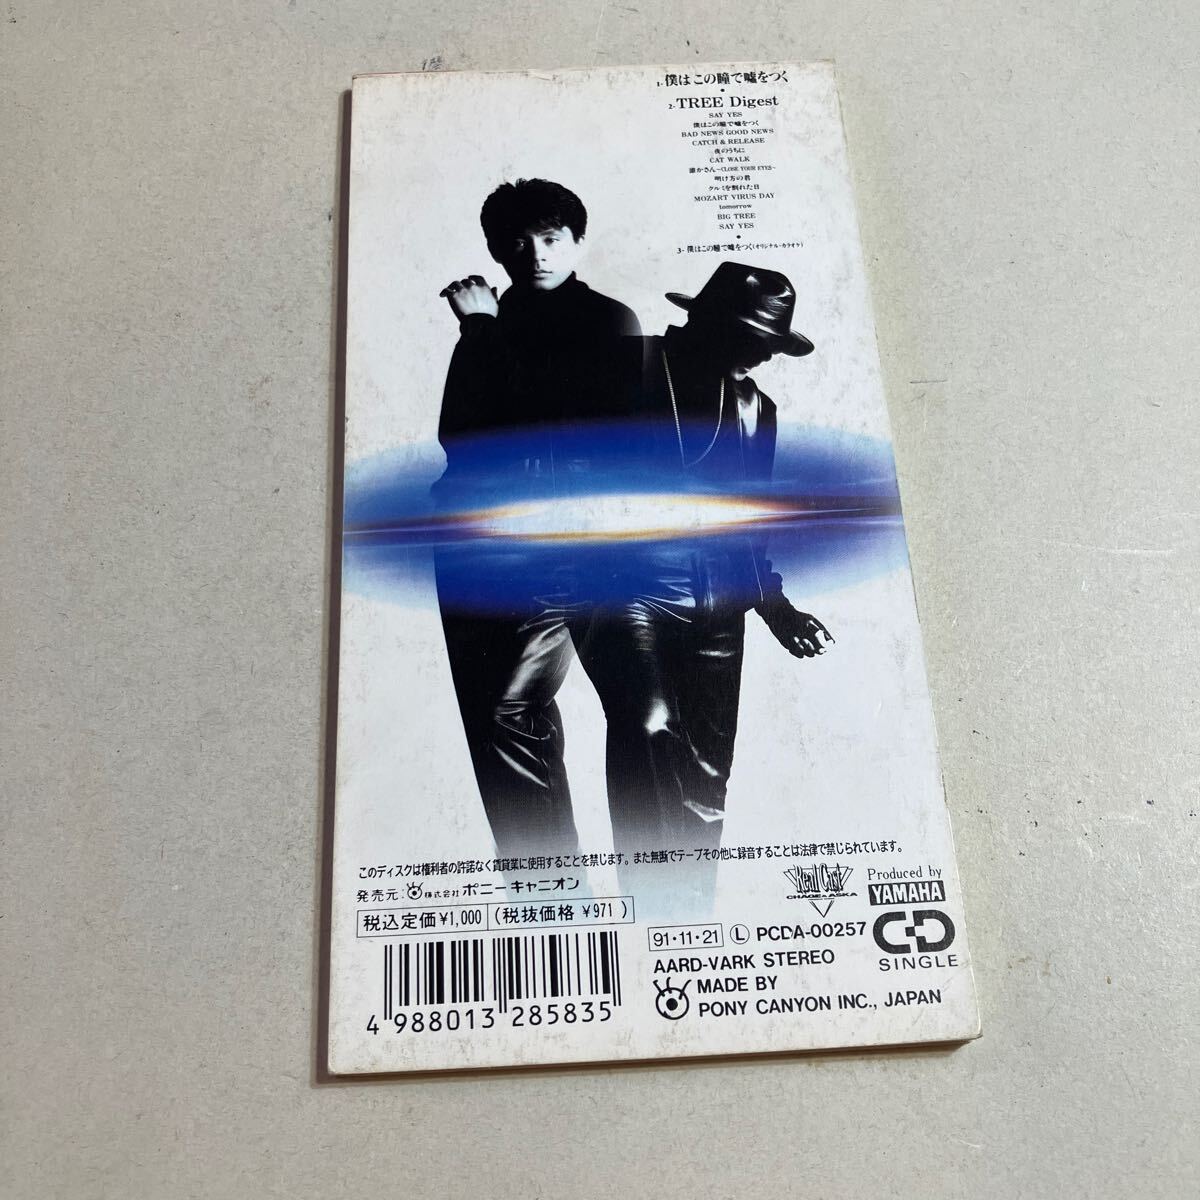 1- 僕はこの瞳で嘘をつく
2- TREE Digest
SAY YES
僕はこの瞳で嘘をつく
BAD NEWS GOOD NEWS
CATCH & RELEASE
夜のうちに
CAT WALK
誰かさん~CLOSE YOUR EYES~
明け方の君
クルミを割れた日
MOZART VIRUS DAY
tomorrow
BIG TREE
SAY YES
3- 僕はこの瞳で嘘をつく(オリジナル・カラオケ)
このディスクは権利者の許諾なく賃貸業に使用することを禁じます。また無断でテープその他に録音することは法律で禁じられています。
発売元:株式会社ポニーキャニオン
税込定価¥1,000 (税抜価格 ¥971)
4 988013 285835
Real Cast
CHAGE & ASKA
Produced by
YAMAHA
91・11・21 L PCDA-00257
CD
SINGLE
AARD-VARK STEREO
MADE BY
PONY CANYON INC., JAPAN